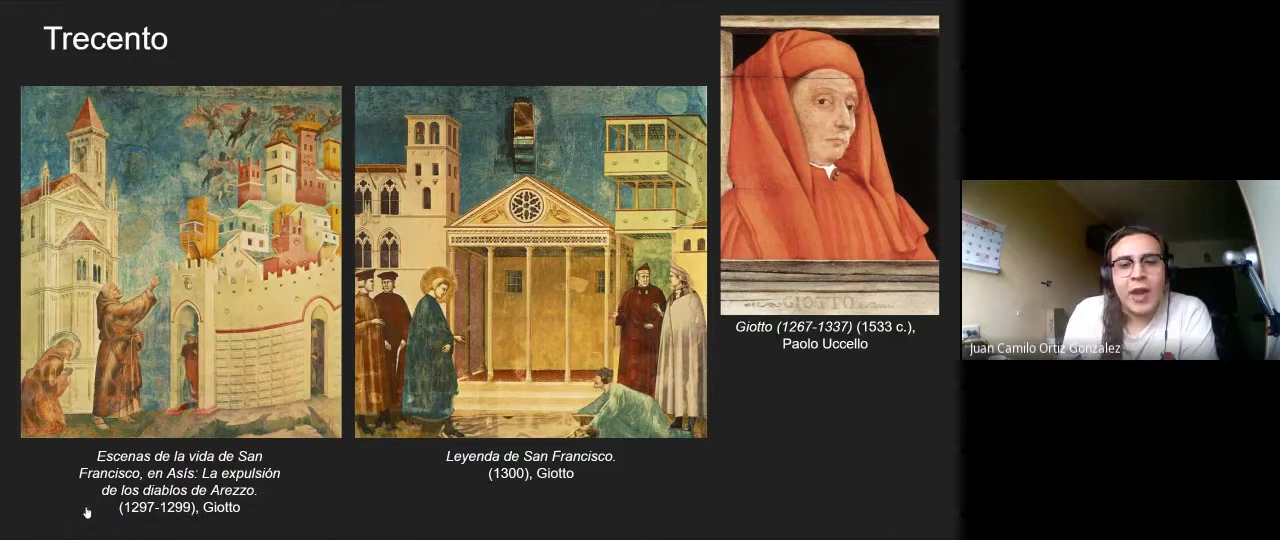 Trecento
GIOTTO
Giotto (1267-1337) (1533 c.),
Paolo Uccello
Escenas de la vida de San
Francisco, en Asís: La expulsión
de los diablos de Arezzo.
(1297-1299), Giotto
Leyenda de San Francisco.
(1300), Giotto
Juan Camilo Ortiz González